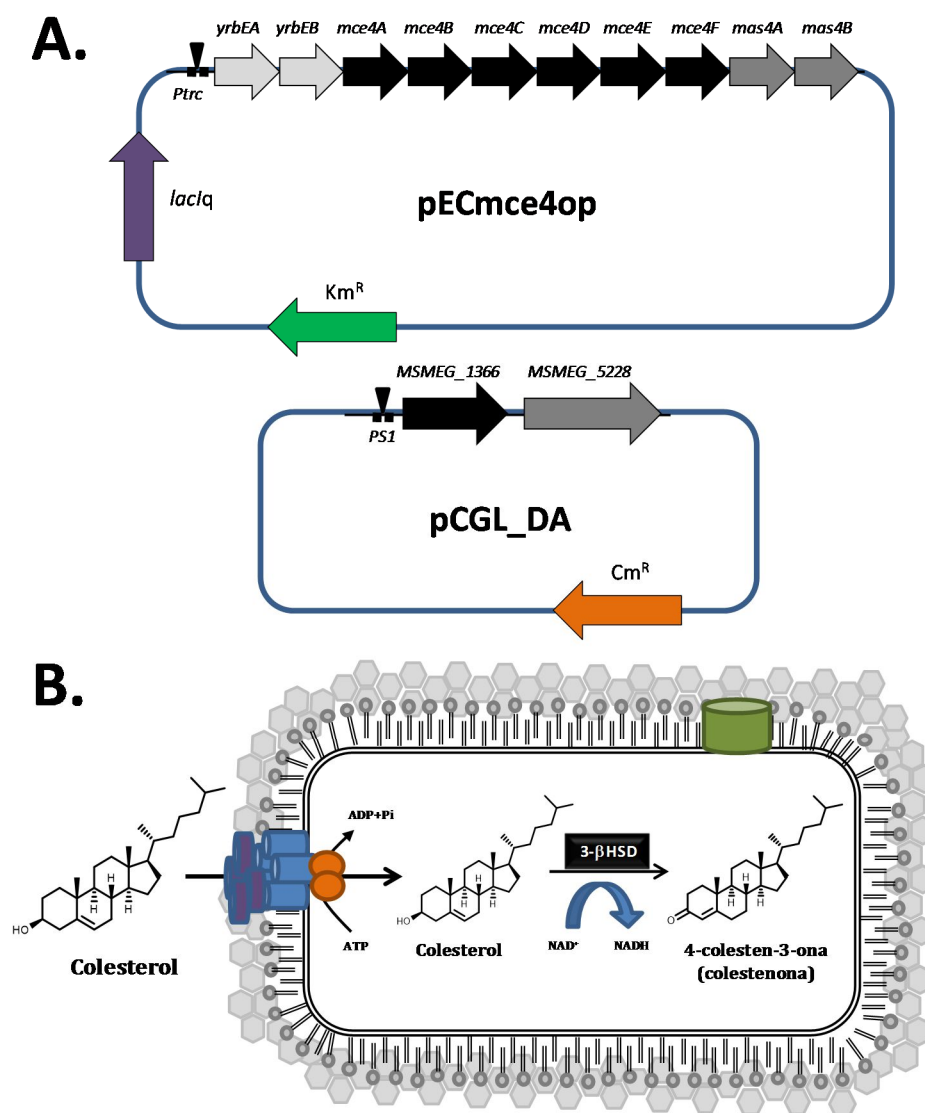 A.
yrbEA yrbEB mce4A mce4B mce4C mce4D mce4E mce4F mas4A mas4B
Ptrc
lacIq
pECmce4op
Kmᴿ
MSMEG_1366 MSMEG_5228
PS1
pCGL_DA
Cmᴿ
B.
ADP+Pi
3-βHSD
H H H
HO
H H H
HO
H H H
O
ATP
NAD⁺ NADH
Colesterol
Colesterol
4-colesten-3-ona
(colestenona)